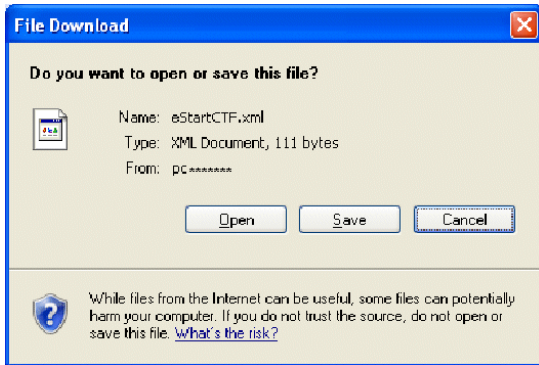 File Download
Do you want to open or save this file?
Name: eStartCTF.xml
Type: XML Document, 111 bytes
From: pc*******
Open Save Cancel
While files from the Internet can be useful, some files can potentially
harm your computer. If you do not trust the source, do not open or
save this file. What's the risk?